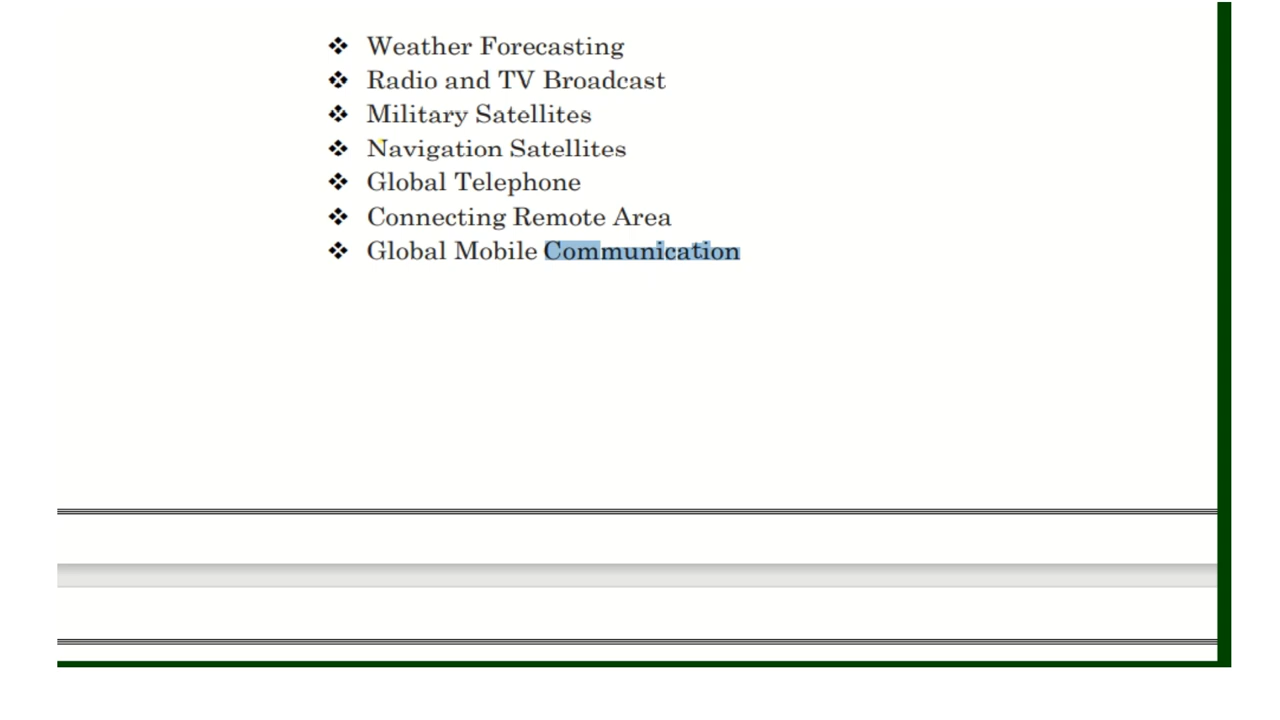 ❖ Weather Forecasting
❖ Radio and TV Broadcast
❖ Military Satellites
❖ Navigation Satellites
❖ Global Telephone
❖ Connecting Remote Area
❖ Global Mobile Communication